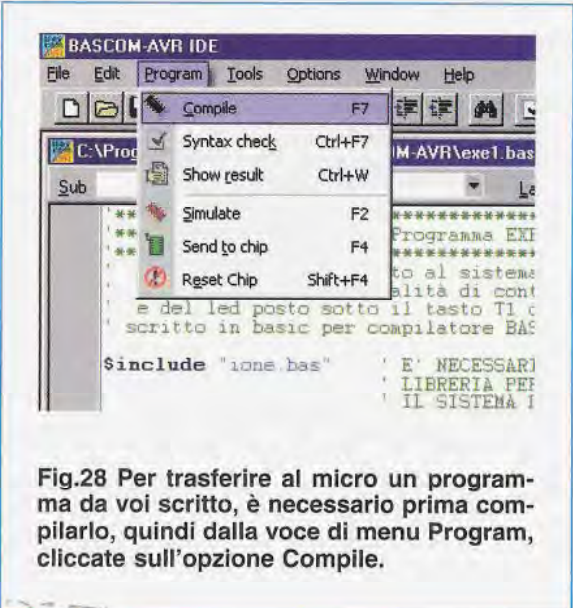 BASCOM-AVR IDE
File Edit Program Tools Options Window Help
Compile F7
C:\Prog M-AVR\exe1.bas
Syntax check Ctrl+F7
Sub
Show result Ctrl+W
'** *************
Simulate F2
'** Programma EXE
Send to chip F4
'** *************
Reset Chip Shift+F4
' to al sistema
' alità di cont
' e del led posto sotto il tasto T1
' scritto in basic per compilatore BAS
$include "ione.bas" ' E' NECESSARI
' LIBRERIA PER
' IL SISTEMA
Fig.28 Per trasferire al micro un program-
ma da voi scritto, è necessario prima com-
pilarlo, quindi dalla voce di menu Program,
cliccate sull'opzione Compile.